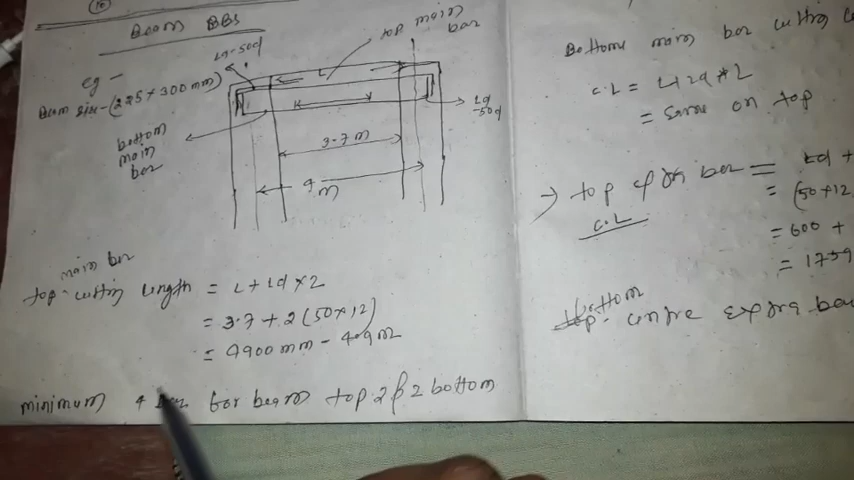 Beam BBS
eg -
Beam size - (225 + 300 mm)
Ld-50d
top main
bar
L
Ld
-50d
bottom
main
bar
3.7 m
4
m
main bar
top - cutting length = L + Ld × 2
= 3.7 + 2 (50×12)
= 4900 mm - 4.9 m
minimum 4 bar for beam top 2 & 2 bottom
Bottom main bar cutting
C.L = L + 2d * 2
= same on top
→ top extra bar = Ld +
C.L
= (50+12
= 600 +
= 1759
bottom
- centre extra bar